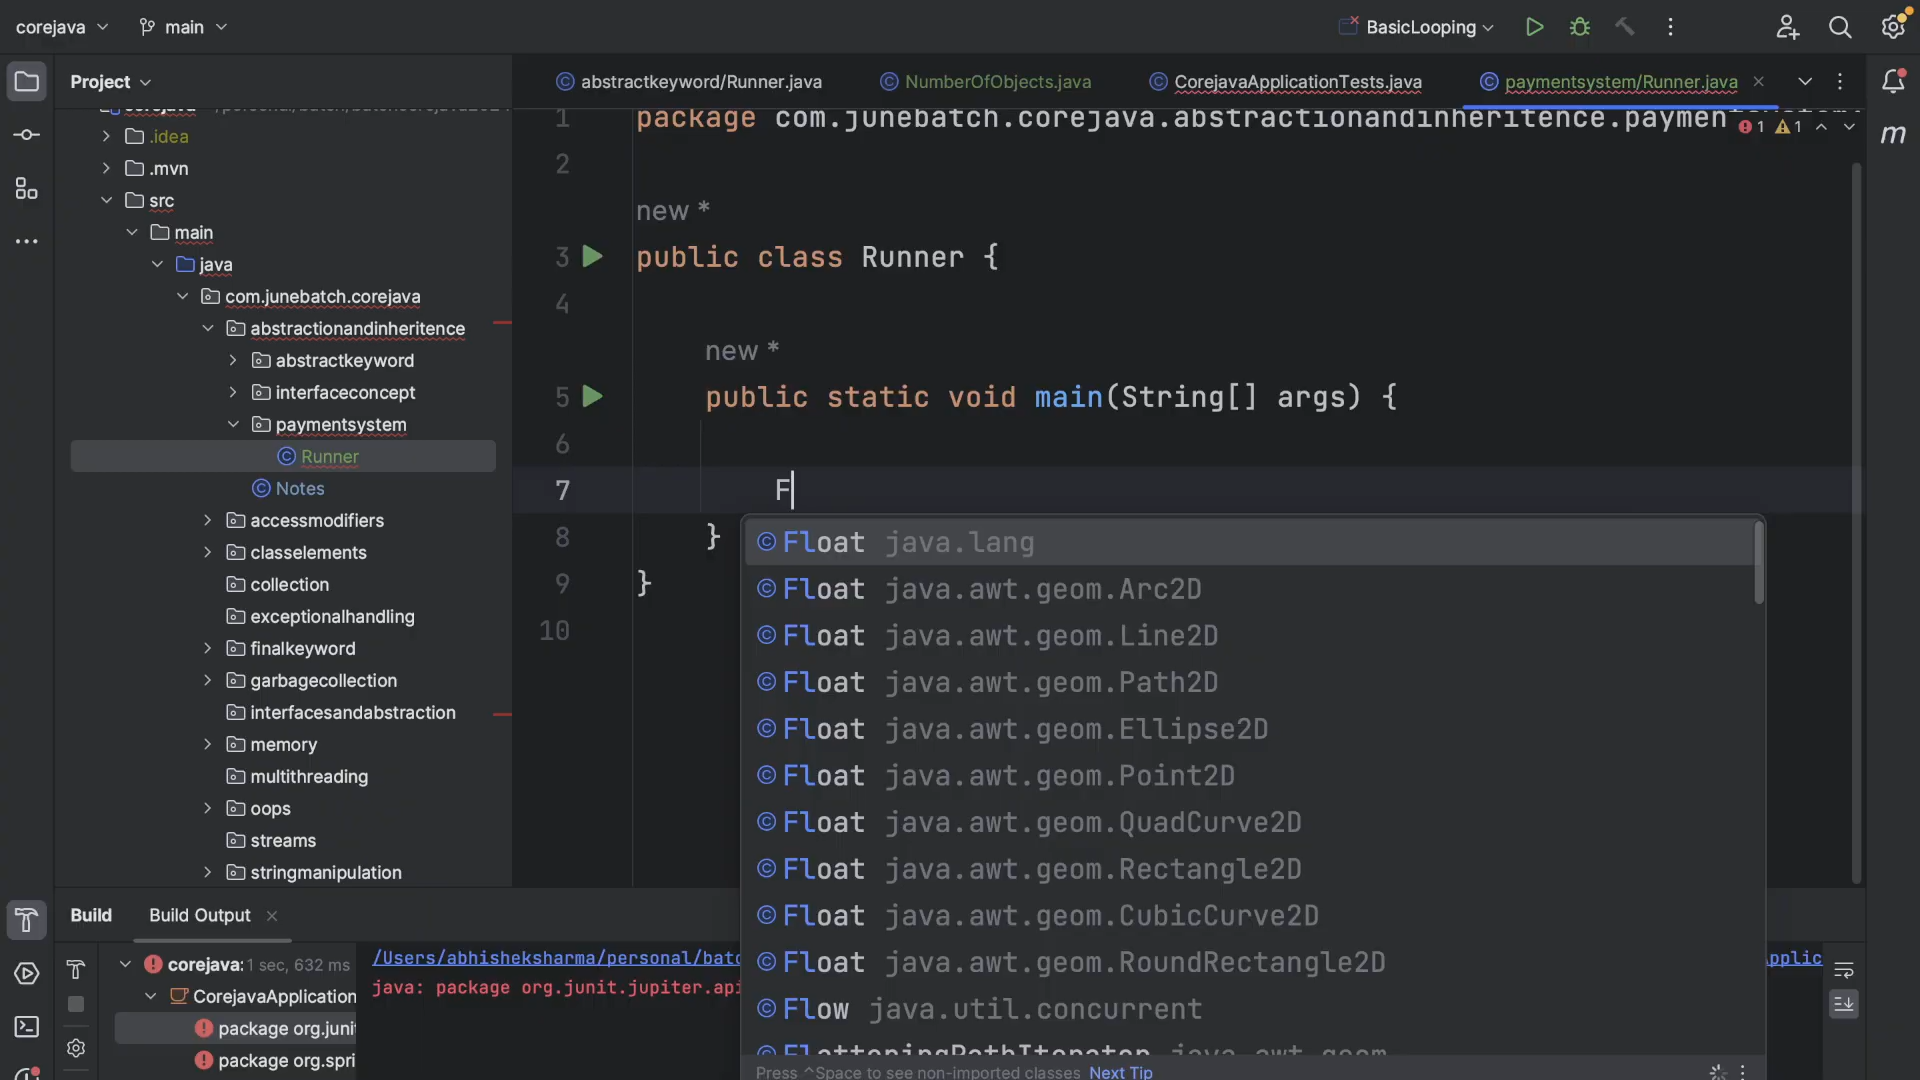 corejava
main
BasicLooping
Project
abstractkeyword/Runner.java
NumberOfObjects.java
CorejavaApplicationTests.java
paymentsystem/Runner.java
.idea
.mvn
src
main
java
com.junebatch.corejava
abstractionandinheritence
abstractkeyword
interfaceconcept
paymentsystem
Runner
Notes
accessmodifiers
classelements
collection
exceptionalhandling
finalkeyword
garbagecollection
interfacesandabstraction
memory
multithreading
oops
streams
stringmanipulation
1 package com.junebatch.corejava.abstractionandinheritence.paymen
1 1
2
new *
3 public class Runner {
4
new *
5 public static void main(String[] args) {
6
7 F
8 }
9 }
10
Float java.lang
Float java.awt.geom.Arc2D
Float java.awt.geom.Line2D
Float java.awt.geom.Path2D
Float java.awt.geom.Ellipse2D
Float java.awt.geom.Point2D
Float java.awt.geom.QuadCurve2D
Float java.awt.geom.Rectangle2D
Float java.awt.geom.CubicCurve2D
Float java.awt.geom.RoundRectangle2D
Flow java.util.concurrent
FlatteningPathIterator java.awt.geom
Press ^Space to see non-imported classes Next Tip
m
Build
Build Output
corejava: 1 sec, 632 ms
CorejavaApplication
package org.juni
package org.spri
/Users/abhisheksharma/personal/batc
Applic
java: package org.junit.jupiter.api